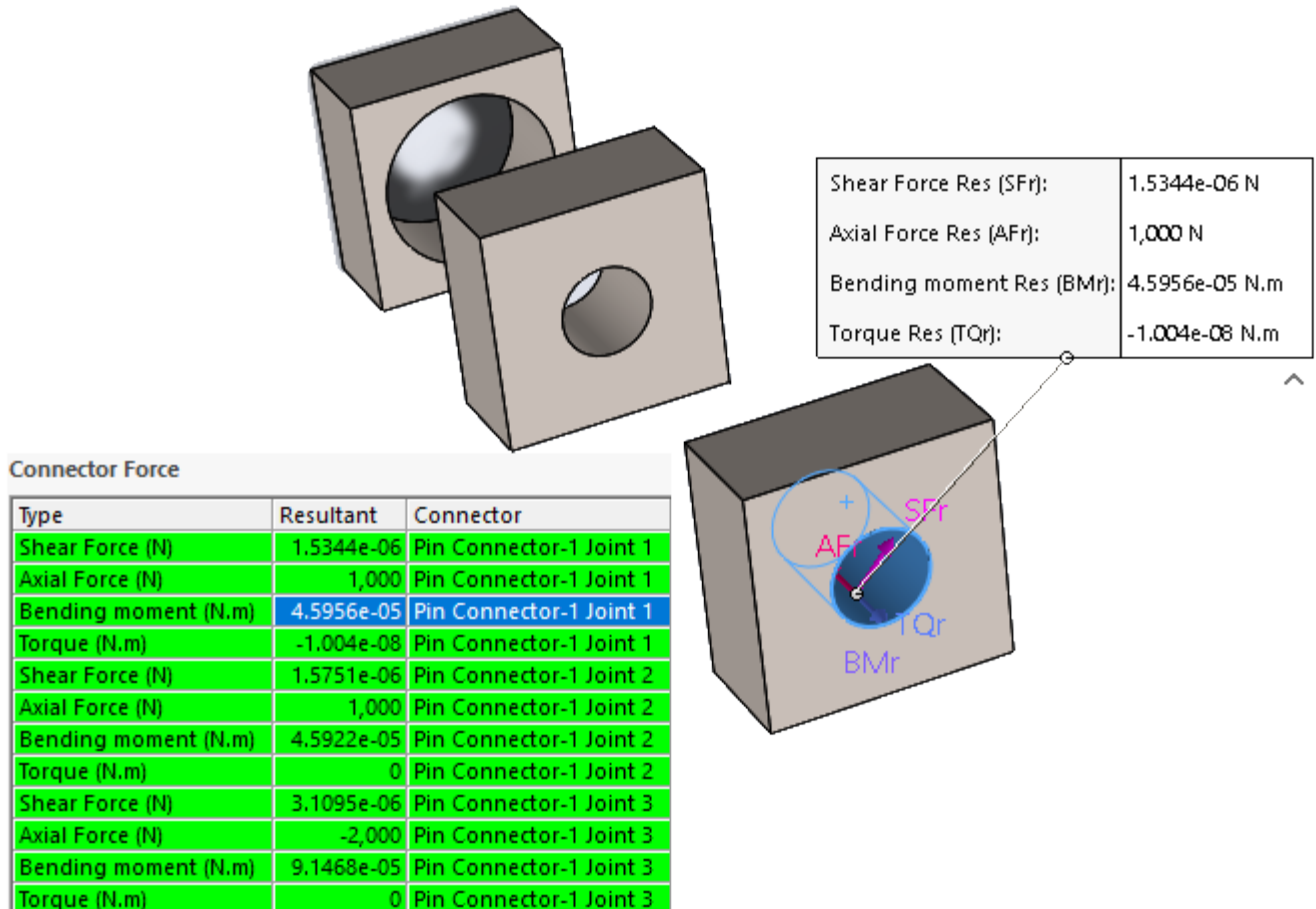 Shear Force Res (SFr): 1.5344e-06 N
Axial Force Res (AFr): 1,000 N
Bending moment Res (BMr): 4.5956e-05 N.m
Torque Res (TQr): -1.004e-08 N.m
SFr
AFr
TQr
BMr
Connector Force
Type Resultant Connector
Shear Force (N) 1.5344e-06 Pin Connector-1 Joint 1
Axial Force (N) 1,000 Pin Connector-1 Joint 1
Bending moment (N.m) 4.5956e-05 Pin Connector-1 Joint 1
Torque (N.m) -1.004e-08 Pin Connector-1 Joint 1
Shear Force (N) 1.5751e-06 Pin Connector-1 Joint 2
Axial Force (N) 1,000 Pin Connector-1 Joint 2
Bending moment (N.m) 4.5922e-05 Pin Connector-1 Joint 2
Torque (N.m) 0 Pin Connector-1 Joint 2
Shear Force (N) 3.1095e-06 Pin Connector-1 Joint 3
Axial Force (N) -2,000 Pin Connector-1 Joint 3
Bending moment (N.m) 9.1468e-05 Pin Connector-1 Joint 3
Torque (N.m) 0 Pin Connector-1 Joint 3